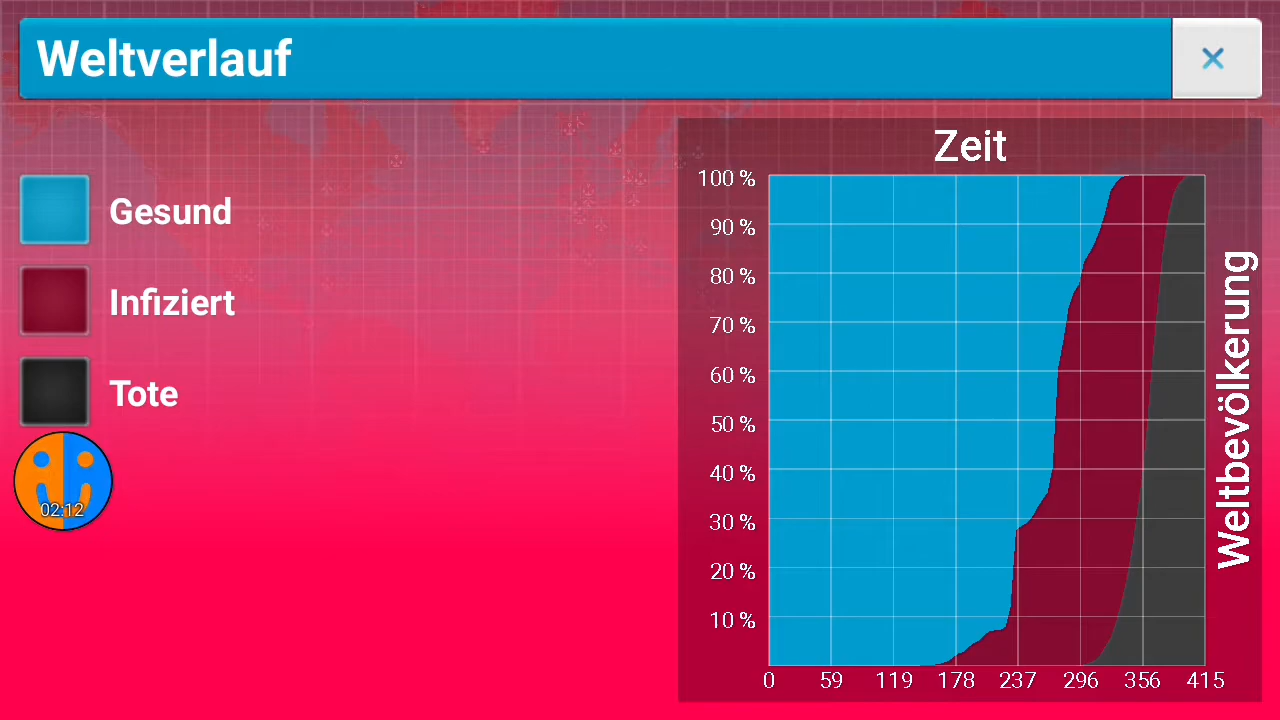 Weltverlauf
×
Gesund
Infiziert
Tote
02:12
Zeit
100 %
90 %
80 %
70 %
60 %
50 %
40 %
30 %
20 %
10 %
0 59 119 178 237 296 356 415
Weltbevölkerung